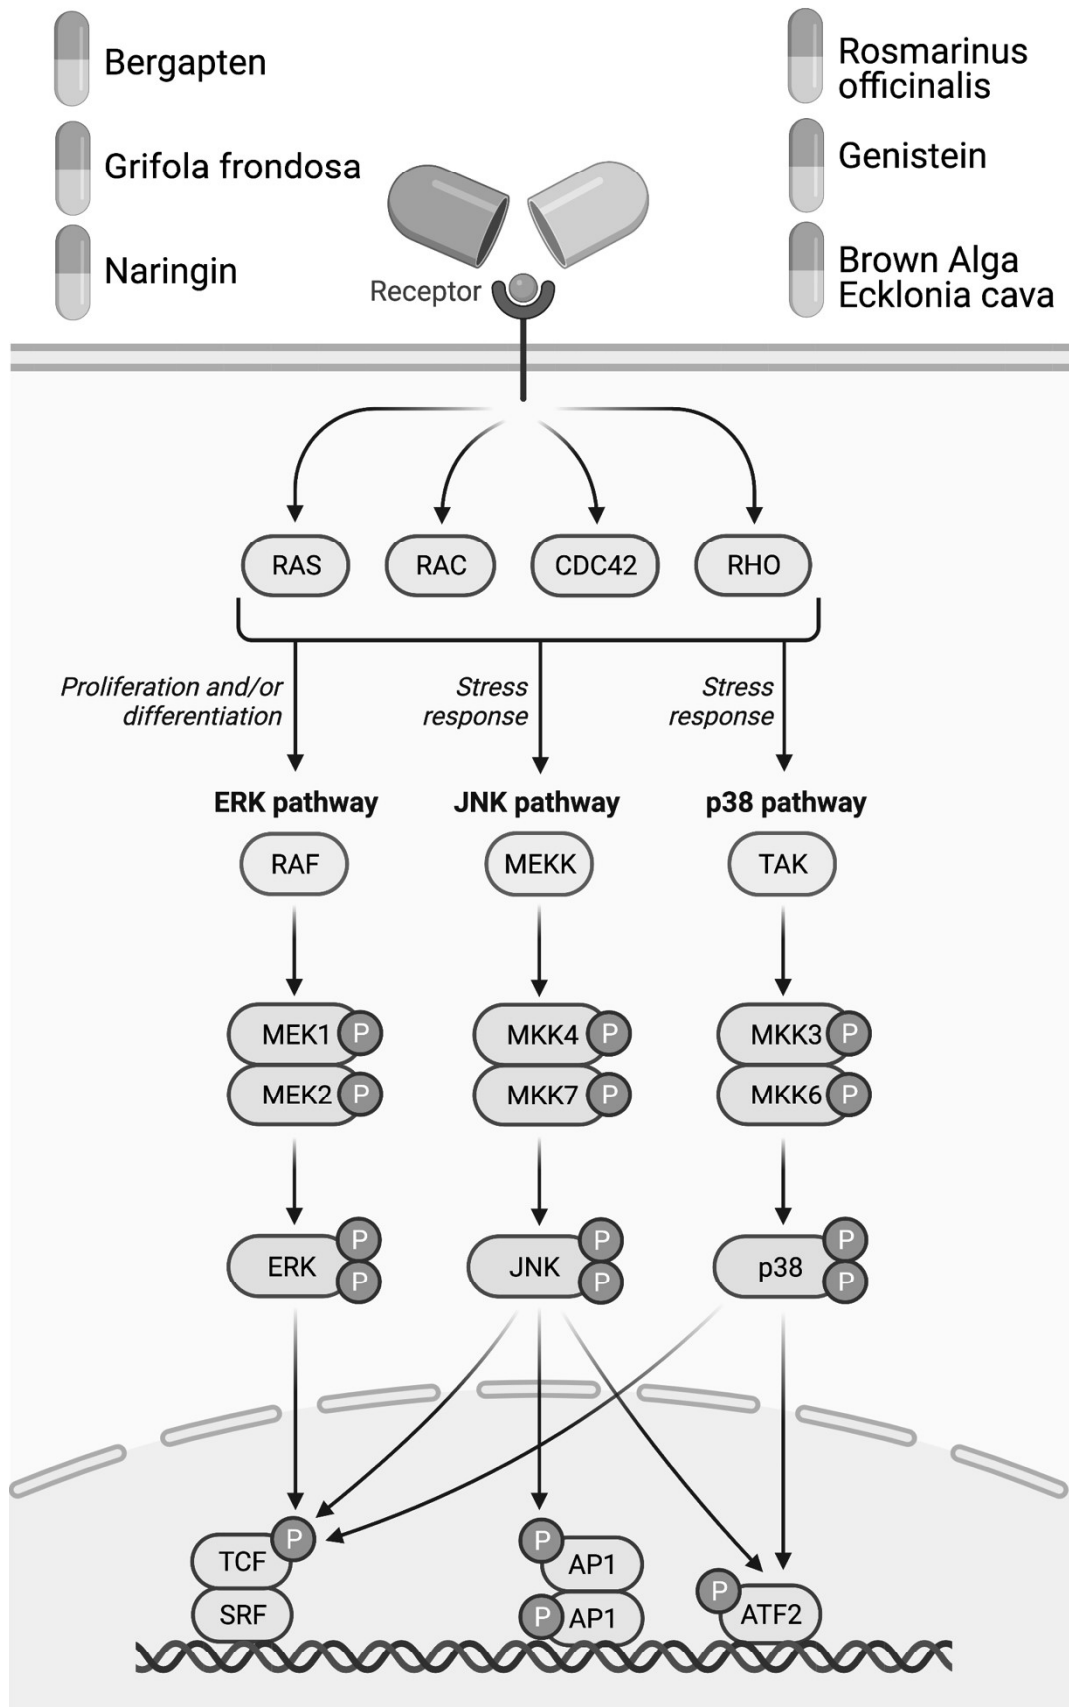 Bergapten
Grifola frondosa
Naringin
Rosmarinus
officinalis
Genistein
Brown Alga
Ecklonia cava
Receptor
RAS
RAC
CDC42
RHO
Proliferation and/or
differentiation
Stress
response
Stress
response
ERK pathway
JNK pathway
p38 pathway
RAF
MEKK
TAK
MEK1 P
MKK4 P
MKK3 P
MEK2 P
MKK7 P
MKK6 P
P
P
P
ERK
JNK
p38
P
P
P
P
TCF
SRF
P
AP1
P AP1
P
ATF2